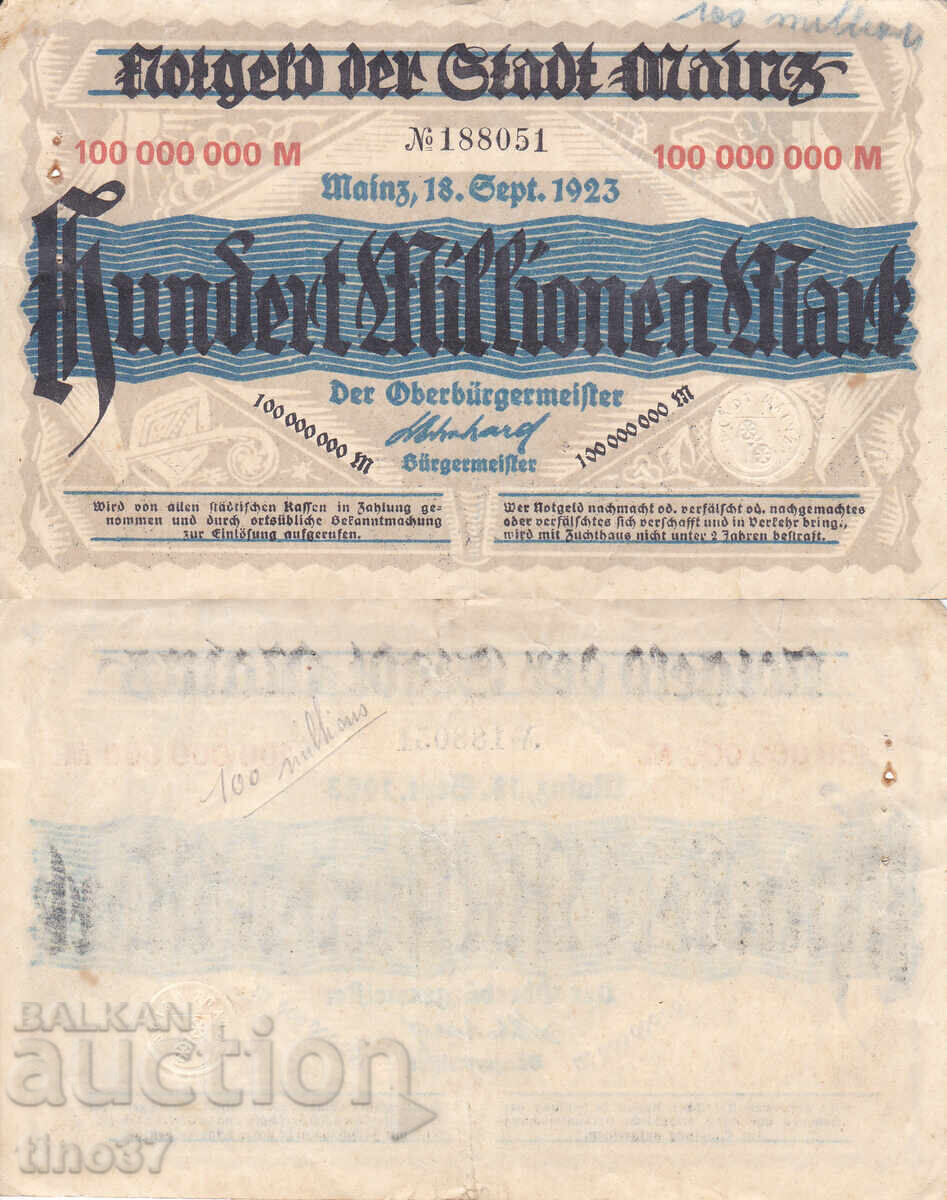 100 million
Notgeld der Stadt Mainz
№ 188051
100 000 000 M 100 000 000 M
Mainz, 18. Sept. 1923
Hundert Millionen Mark
Der Oberbürgermeister
100 000 000 M 100 000 000 M
Bürgermeister
Wird von allen städtischen Kassen in Zahlung ge-
nommen und durch ortsübliche Bekanntmachung
zur Einlösung aufgerufen.
Wer Notgeld nachmacht od. verfälscht od. nachgemachtes
oder verfälschtes sich verschafft und in Verkehr bringt,
wird mit Zuchthaus nicht unter 2 Jahren bestraft.
100 millions
BALKAN
auction
tino37